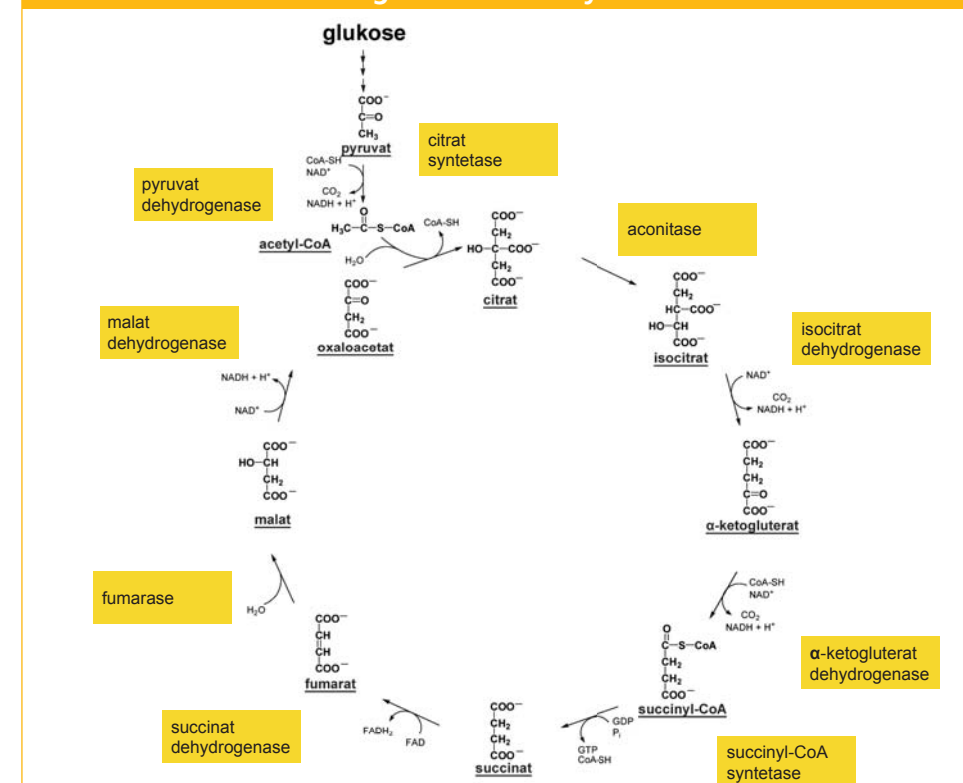 glukose
COO⁻
C=O
CH₃
pyruvat
citrat
syntetase
CoA-SH
NAD⁺
CO₂
NADH + H⁺
pyruvat
dehydrogenase
O
H₃C–C–S–CoA
CoA-SH
acetyl-CoA
H₂O
COO⁻
CH₂
HO–C–COO⁻
CH₂
COO⁻
citrat
aconitase
COO⁻
CH₂
HC–COO⁻
HO–CH
COO⁻
isocitrat
COO⁻
C=O
CH₂
COO⁻
oxaloacetat
malat
dehydrogenase
isocitrat
dehydrogenase
NADH + H⁺
NAD⁺
NAD⁺
CO₂
NADH + H⁺
COO⁻
HO–CH
CH₂
COO⁻
malat
COO⁻
CH₂
CH₂
C=O
COO⁻
α-ketogluterat
fumarase
H₂O
CoA-SH
NAD⁺
CO₂
NADH + H⁺
COO⁻
CH
CH
COO⁻
fumarat
O
C–S–CoA
CH₂
CH₂
COO⁻
succinyl-CoA
α-ketogluterat
dehydrogenase
succinat
dehydrogenase
FADH₂
FAD
COO⁻
CH₂
CH₂
COO⁻
succinat
GDP
Pᵢ
GTP
CoA-SH
succinyl-CoA
syntetase